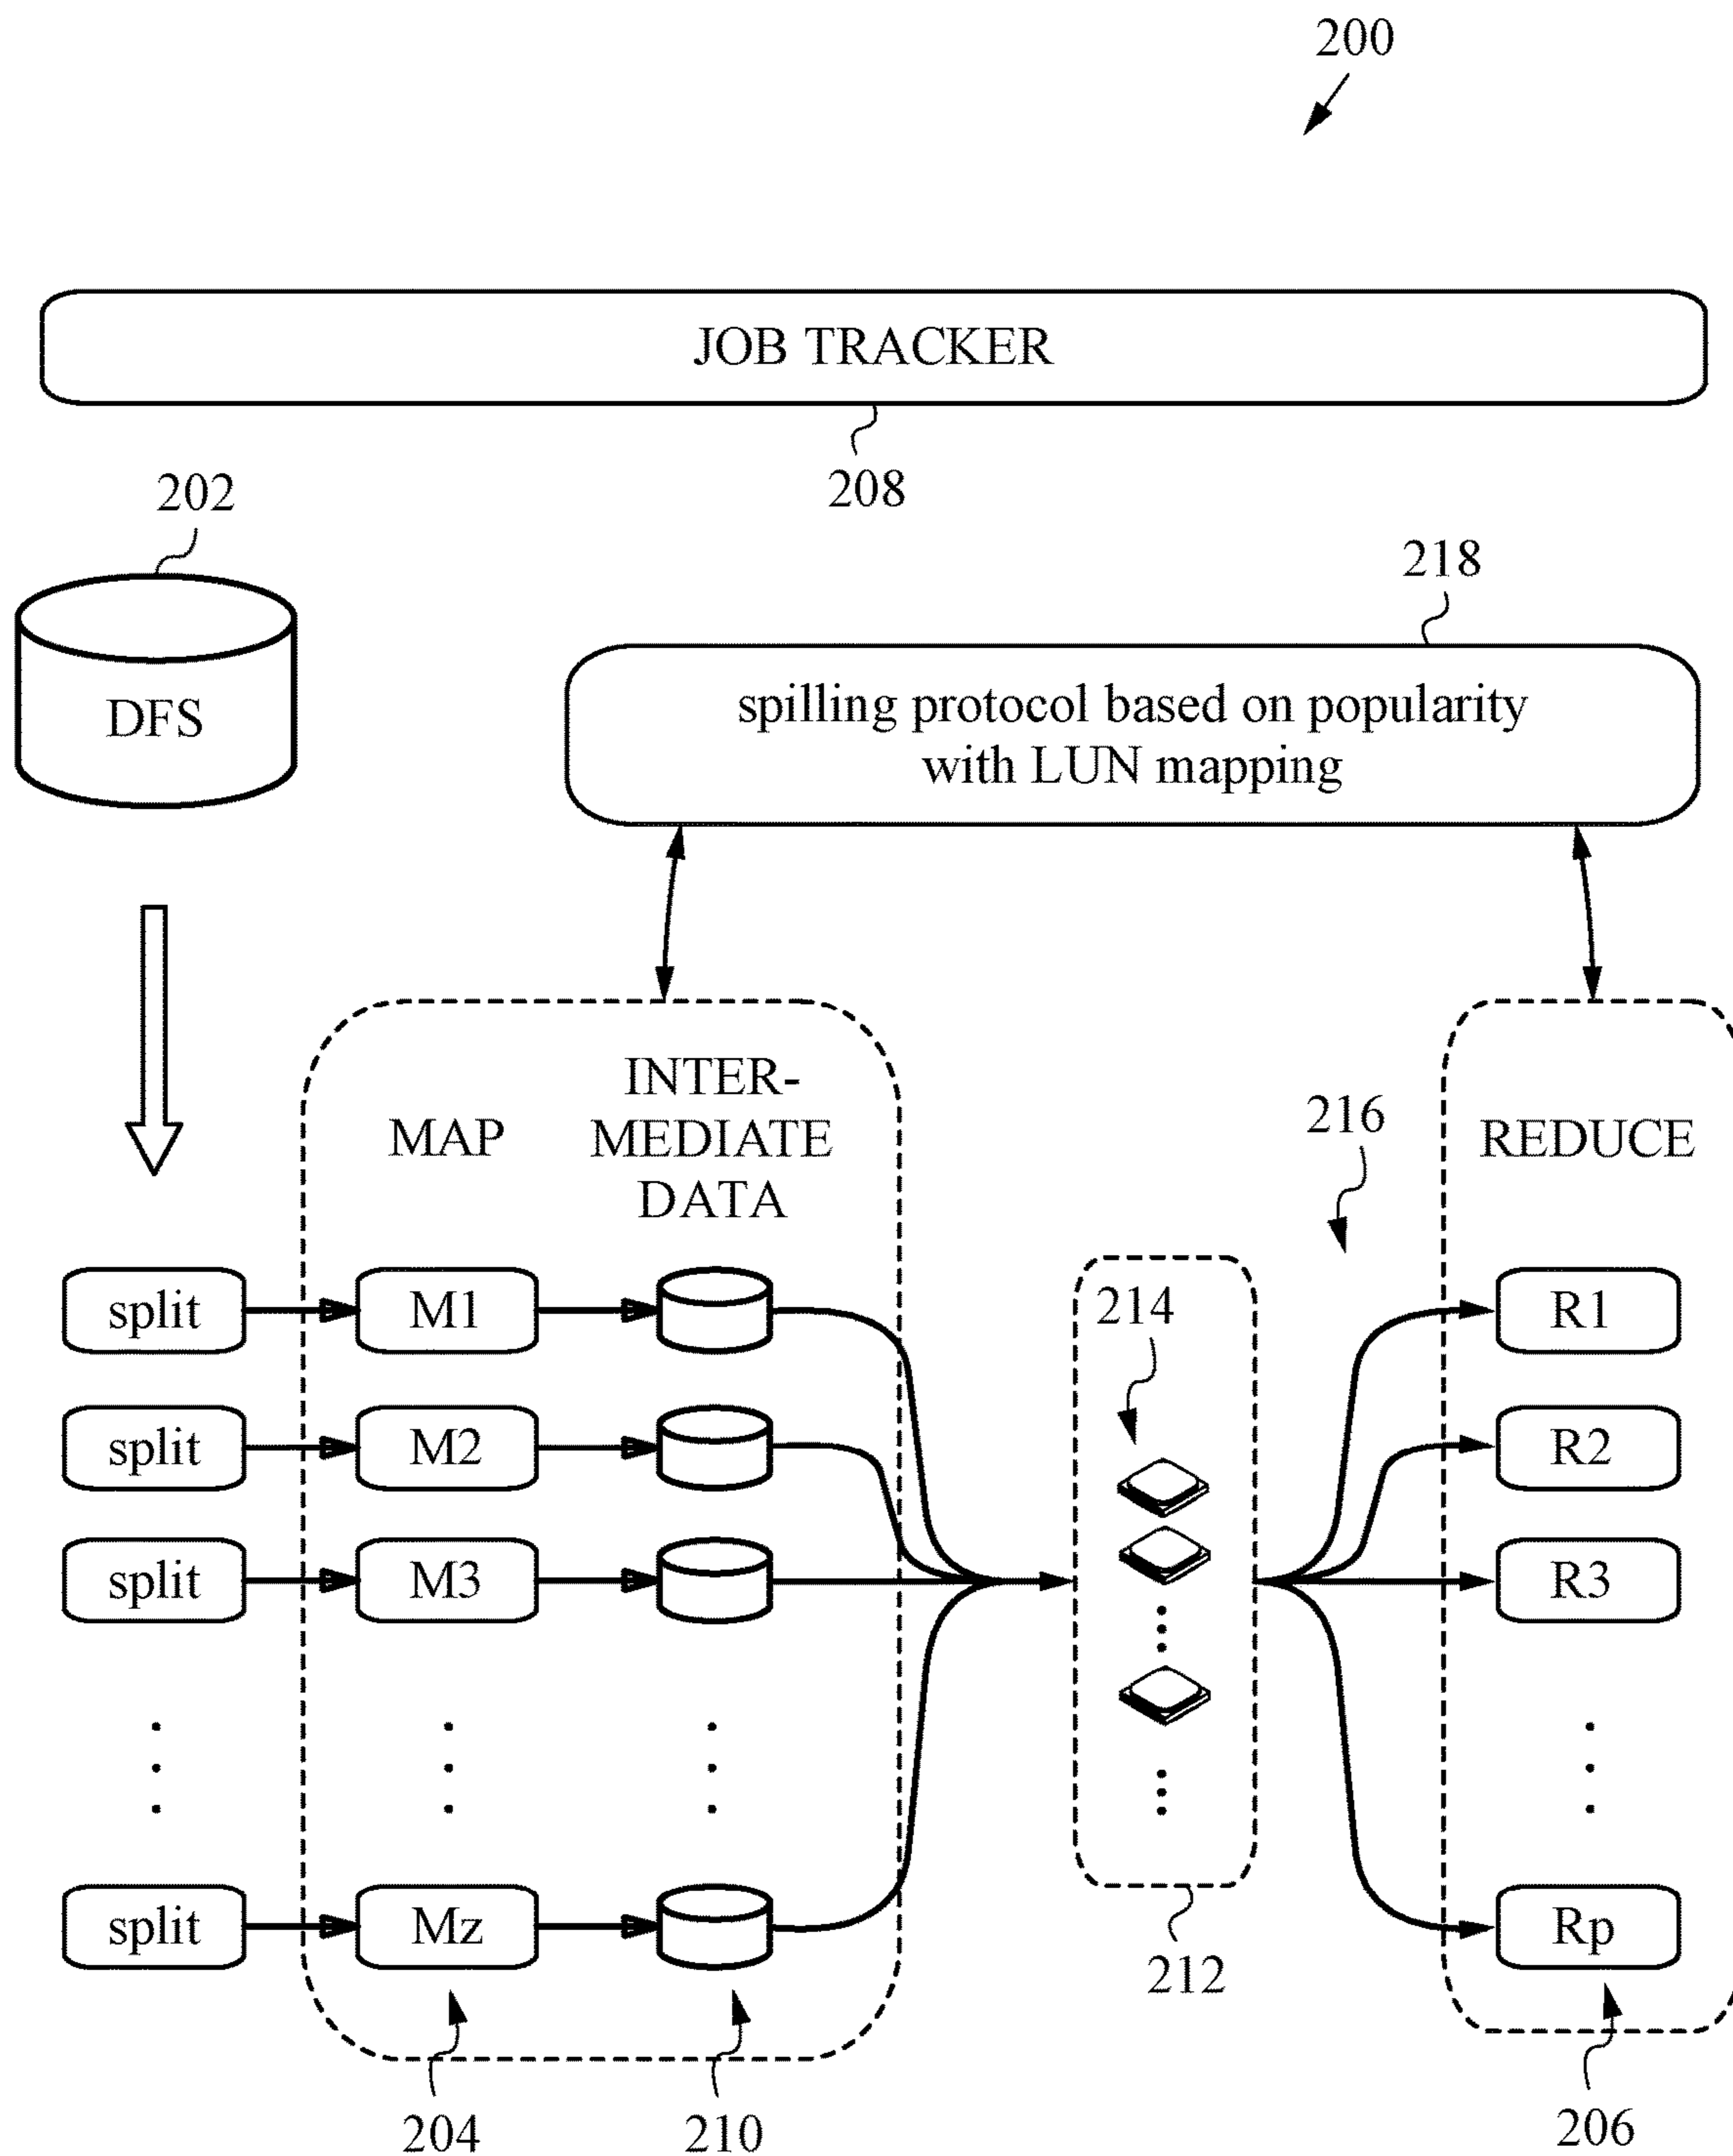 200
JOB TRACKER
208
202
218
DFS
spilling protocol based on popularity
with LUN mapping
MAP
INTER-
MEDIATE
DATA
216
REDUCE
214
split
M1
R1
split
M2
R2
split
M3
R3
split
Mz
Rp
212
204
210
206